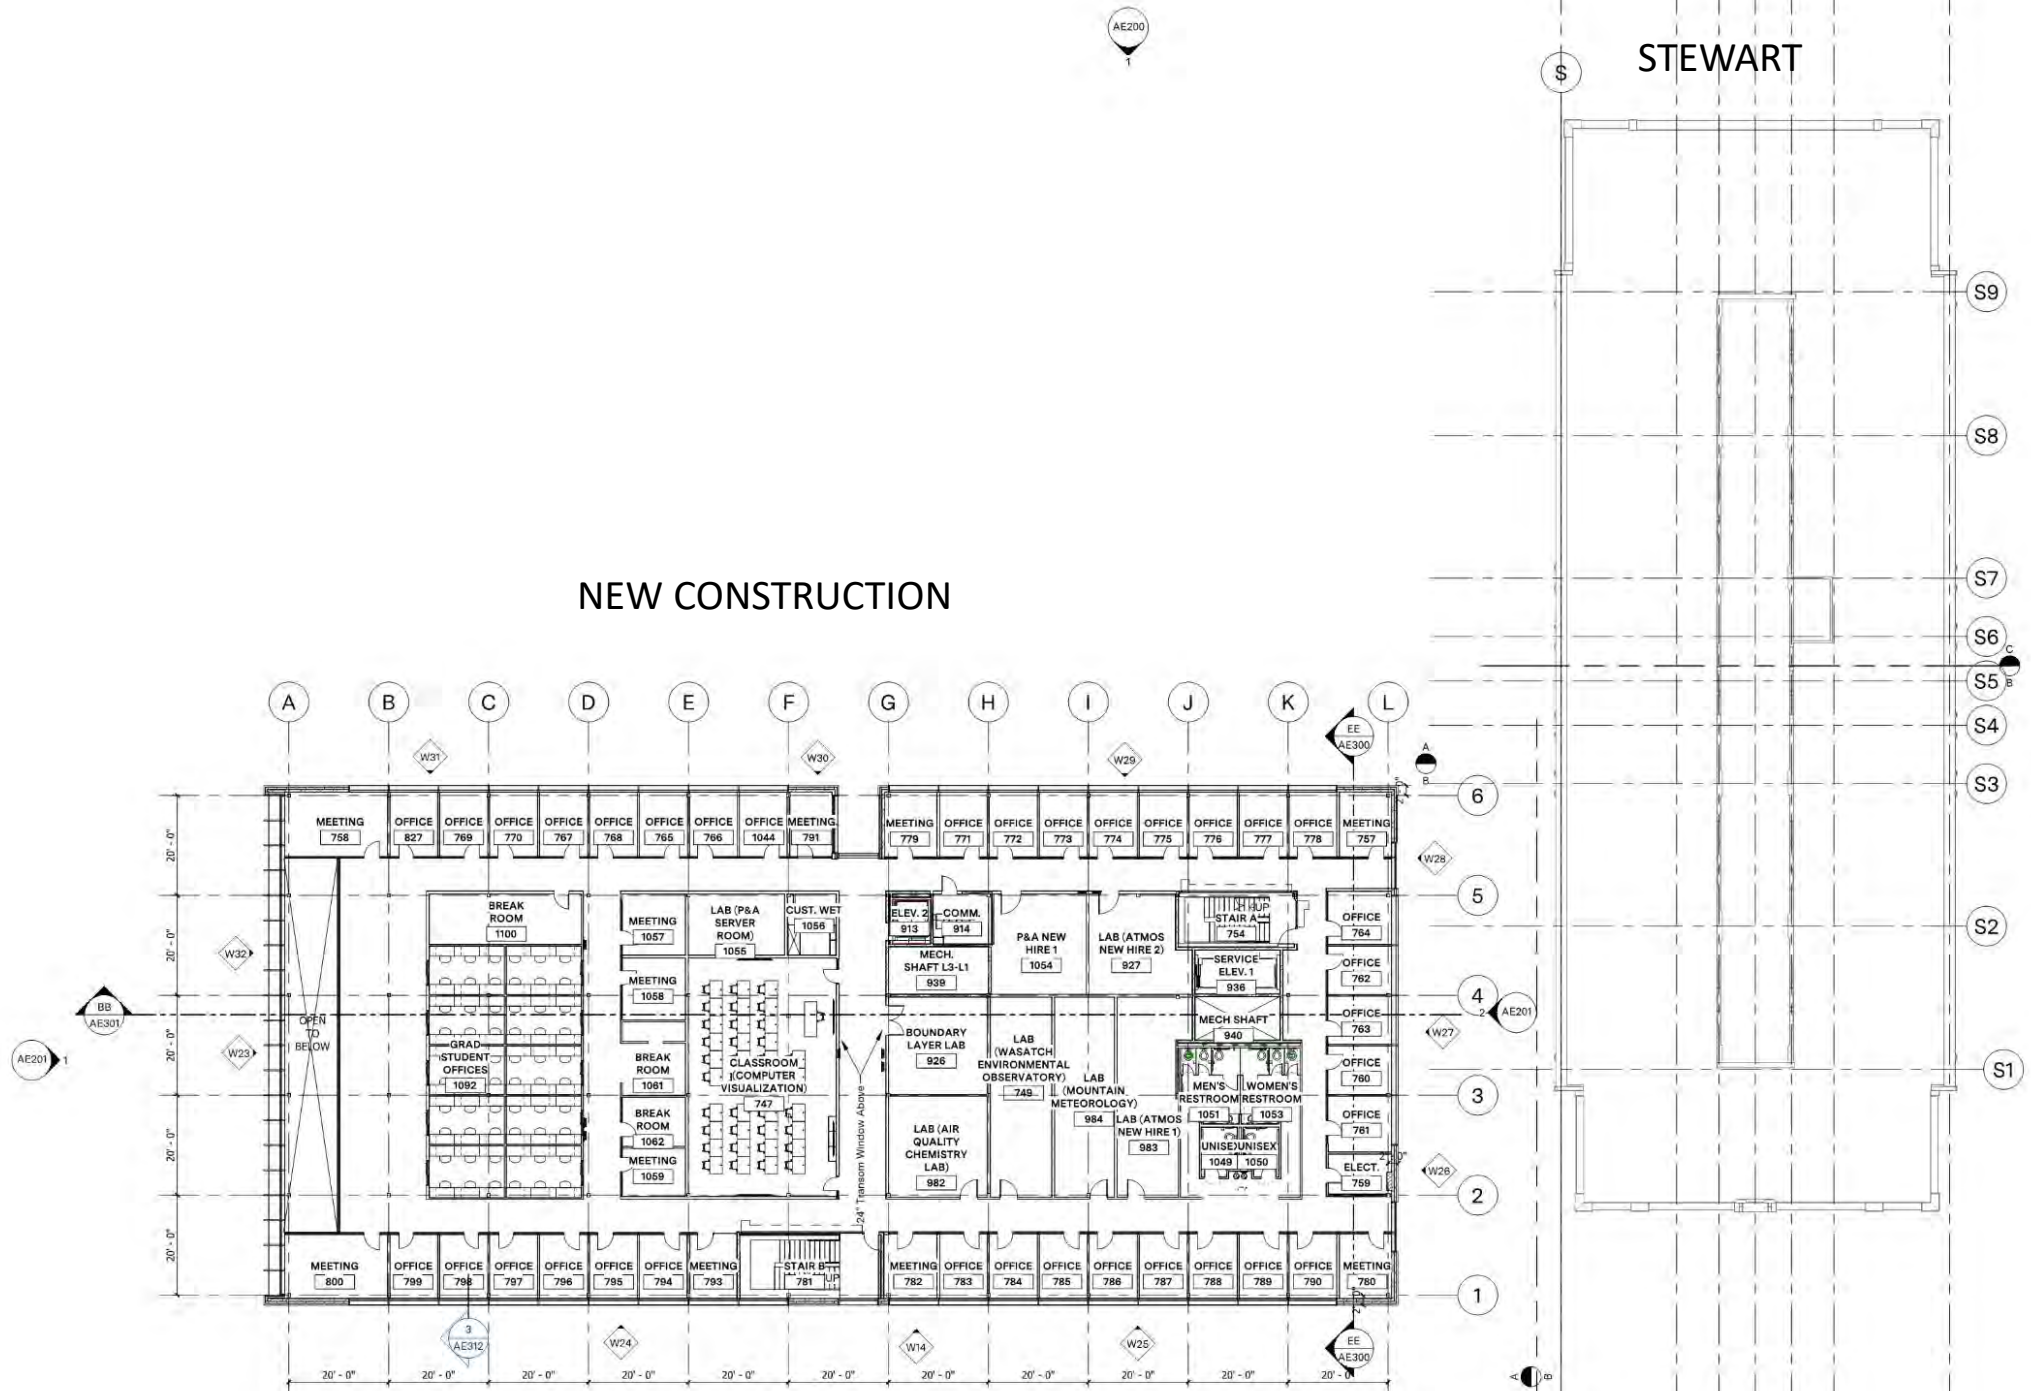 AE200
1
STEWART
S
S9
S8
S7
NEW CONSTRUCTION
S6
C
B
S5
S4
S3
S2
S1
A B C D E F G H I J K L
EE
AE300
A
B
W31
W30
W29
6
5
4
3
2
1
W28
W27
W26
W32
W23
BB
AE301
AE201
1
2
AE201
20' - 0"
20' - 0"
20' - 0"
20' - 0"
20' - 0"
MEETING
758
OFFICE
827
OFFICE
769
OFFICE
770
OFFICE
767
OFFICE
768
OFFICE
765
OFFICE
766
OFFICE
1044
MEETING
791
MEETING
779
OFFICE
771
OFFICE
772
OFFICE
773
OFFICE
774
OFFICE
775
OFFICE
776
OFFICE
777
OFFICE
778
MEETING
757
BREAK
ROOM
1100
MEETING
1057
LAB (P&A
SERVER
ROOM)
1055
CUST. WET
1056
ELEV. 2
913
COMM.
914
P&A NEW
HIRE 1
1054
LAB (ATMOS
NEW HIRE 2)
927
UP
STAIR A
754
OFFICE
764
MECH.
SHAFT L3-L1
939
SERVICE
ELEV. 1
936
OFFICE
762
MEETING
1058
OPEN
TO
BELOW
GRAD
STUDENT
OFFICES
1092
BREAK
ROOM
1061
CLASSROOM
(COMPUTER
VISUALIZATION)
747
24" Transom Window Above
BOUNDARY
LAYER LAB
926
LAB
(WASATCH
ENVIRONMENTAL
OBSERVATORY)
749
LAB
(MOUNTAIN
METEOROLOGY)
984
MECH SHAFT
940
OFFICE
763
OFFICE
760
MEN'S
RESTROOM
1051
WOMEN'S
RESTROOM
1053
BREAK
ROOM
1062
MEETING
1059
LAB (AIR
QUALITY
CHEMISTRY
LAB)
982
LAB (ATMOS
NEW HIRE 1)
983
UNISEX
1049
UNISEX
1050
OFFICE
761
ELECT.
759
MEETING
800
OFFICE
799
OFFICE
798
OFFICE
797
OFFICE
796
OFFICE
795
OFFICE
794
MEETING
793
STAIR B
781
UP
MEETING
782
OFFICE
783
OFFICE
784
OFFICE
785
OFFICE
786
OFFICE
787
OFFICE
788
OFFICE
789
OFFICE
790
MEETING
780
3
AE312
W24
W14
W25
EE
AE300
20' - 0" 20' - 0" 20' - 0" 20' - 0" 20' - 0" 20' - 0" 20' - 0" 20' - 0" 20' - 0" 20' - 0" 20' - 0
A
B